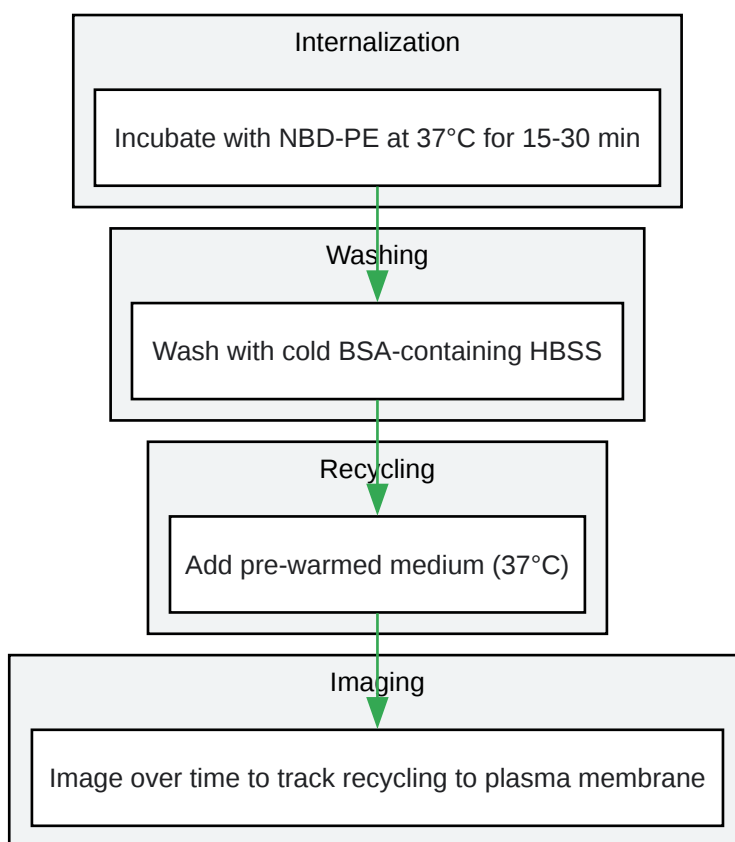 Internalization
Incubate with NBD-PE at 37°C for 15-30 min
Washing
Wash with cold BSA-containing HBSS
Recycling
Add pre-warmed medium (37°C)
Imaging
Image over time to track recycling to plasma membrane